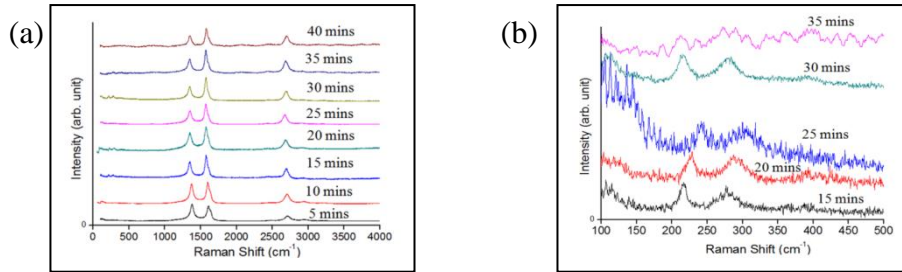 (a)
Intensity (arb. unit)
40 mins
35 mins
30 mins
25 mins
20 mins
15 mins
10 mins
5 mins
0
0 500 1000 1500 2000 2500 3000 3500 4000
Raman Shift (cm-1)
(b)
Intensity (arb. unit)
35 mins
30 mins
25 mins
20 mins
15 mins
0
100 150 200 250 300 350 400 450 500
Raman Shift (cm-1)